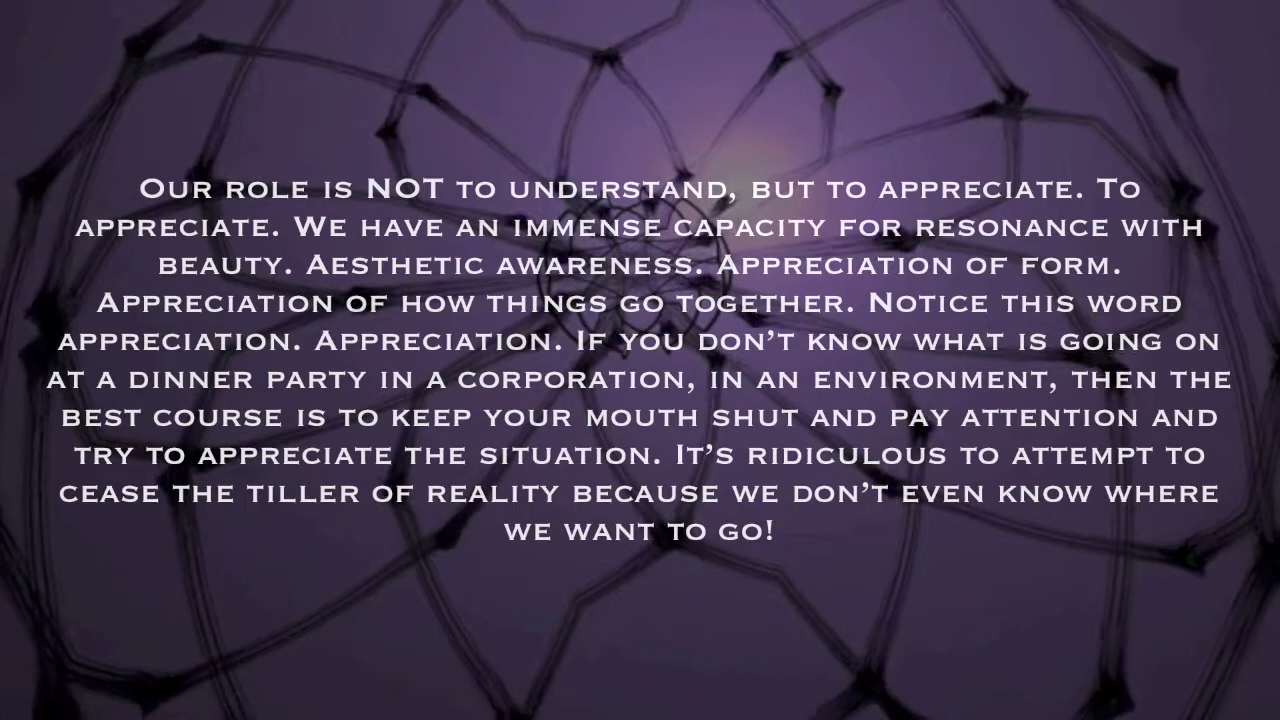 Our role is NOT to understand, but to appreciate. To
appreciate. We have an immense capacity for resonance with
beauty. Aesthetic awareness. Appreciation of form.
Appreciation of how things go together. Notice this word
appreciation. Appreciation. If you don’t know what is going on
at a dinner party in a corporation, in an environment, then the
best course is to keep your mouth shut and pay attention and
try to appreciate the situation. It’s ridiculous to attempt to
cease the tiller of reality because we don’t even know where
we want to go!